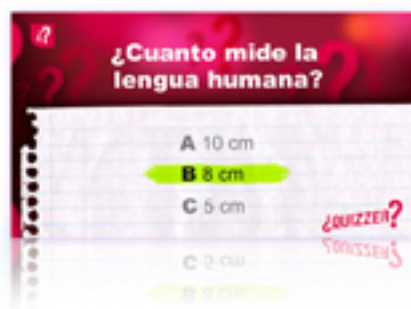 ¿Cuanto mide la
lengua humana?
A 10 cm
B 8 cm
C 5 cm
¿QUIZZER?